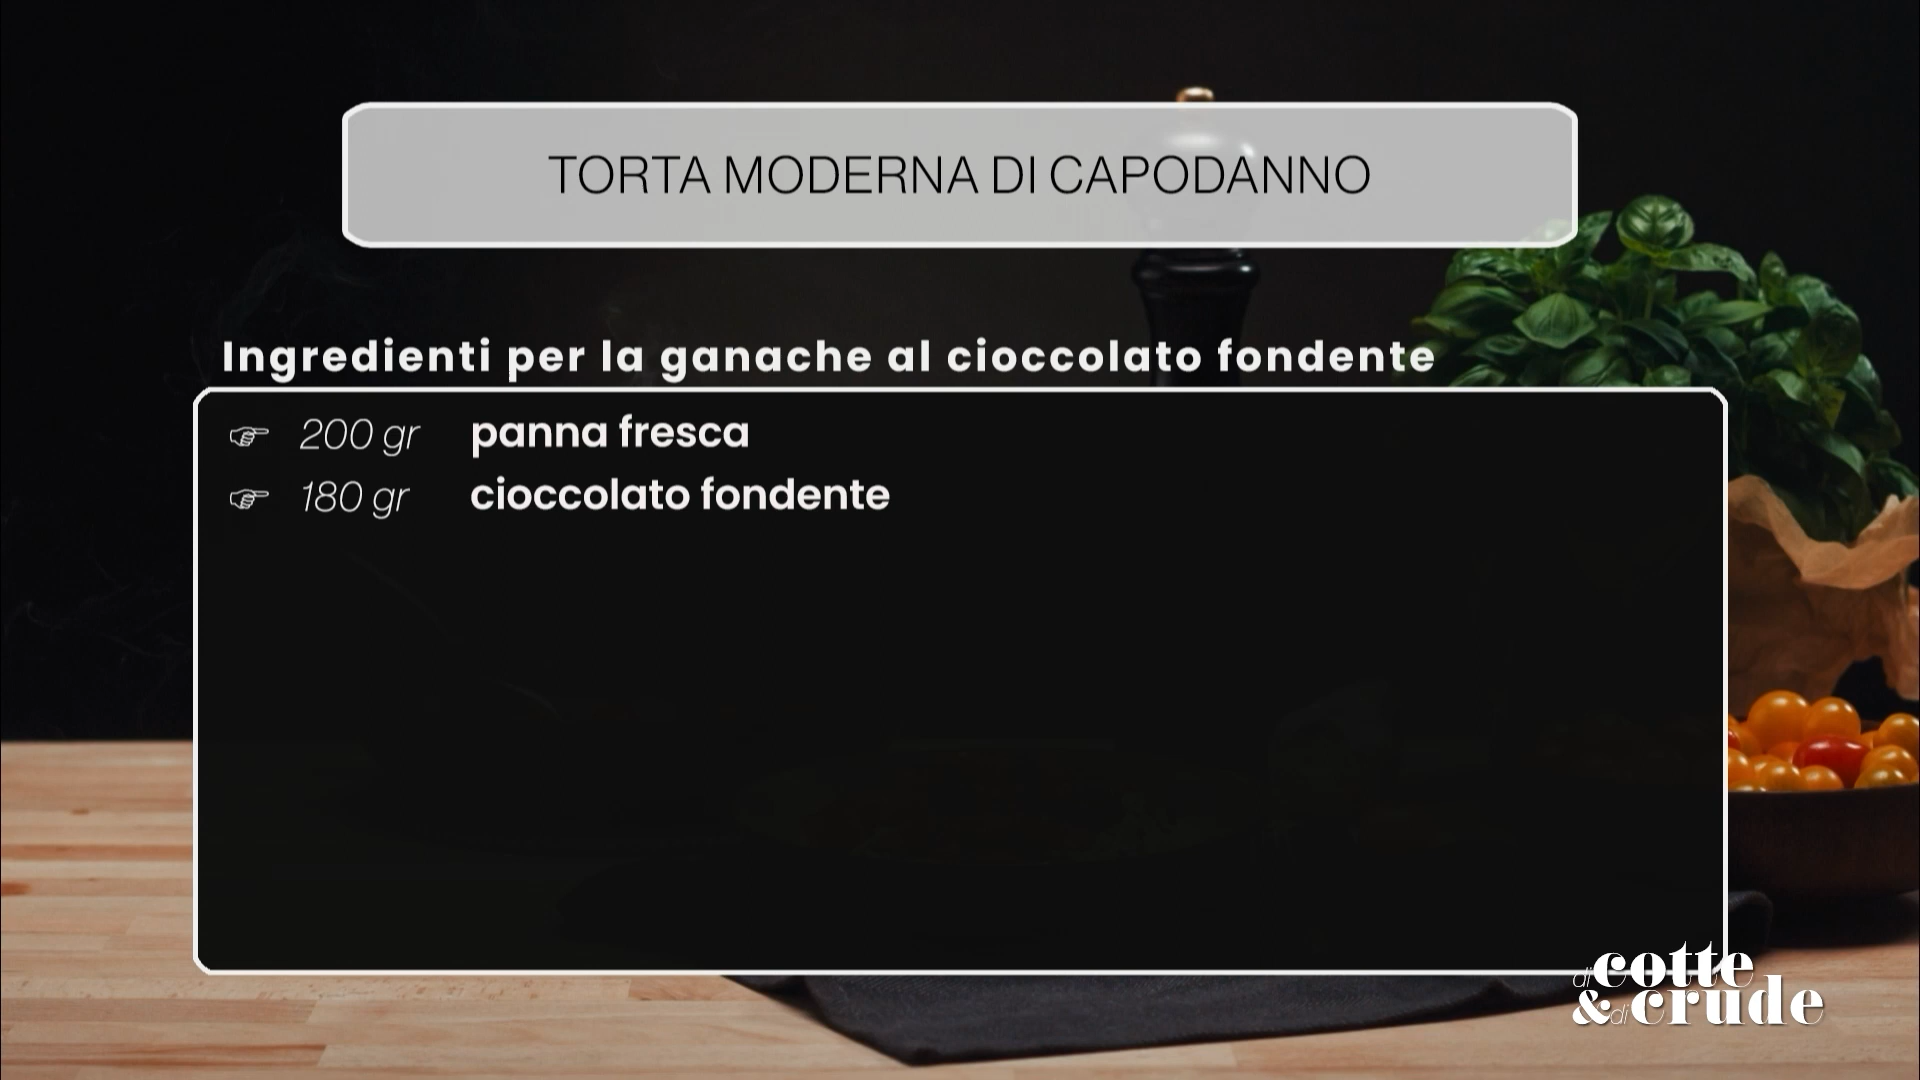 TORTA MODERNA DI CAPODANNO
Ingredienti per la ganache al cioccolato fondente
☞ 200 gr panna fresca
☞ 180 gr cioccolato fondente
di cotte
& di crude